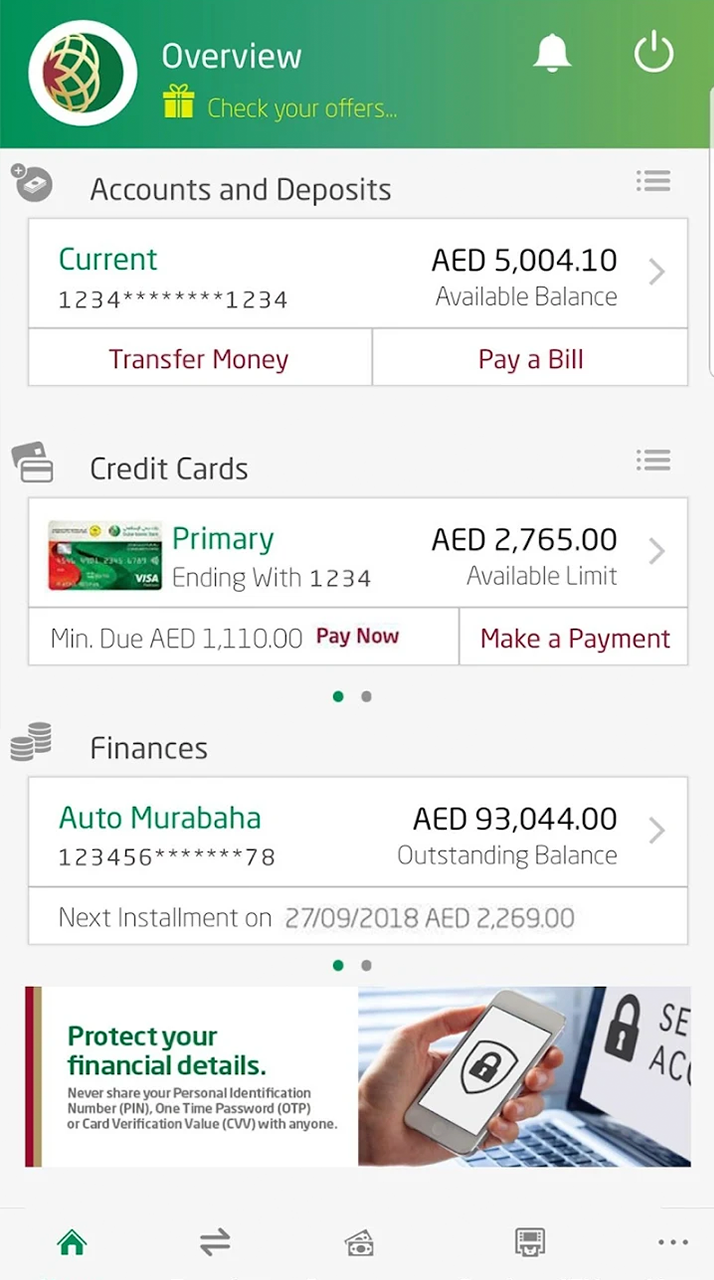 Overview
Check your offers...
Accounts and Deposits
Current
AED 5,004.10
1234********1234
Available Balance
Transfer Money
Pay a Bill
Credit Cards
Primary
AED 2,765.00
Ending With 1234
Available Limit
VISA
Min. Due AED 1,110.00 Pay Now
Make a Payment
Finances
Auto Murabaha
AED 93,044.00
123456*******78
Outstanding Balance
Next Installment on 27/09/2018 AED 2,269.00
Protect your
financial details.
Never share your Personal Identification
Number (PIN), One Time Password (OTP)
or Card Verification Value (CVV) with anyone.
SE
ACC